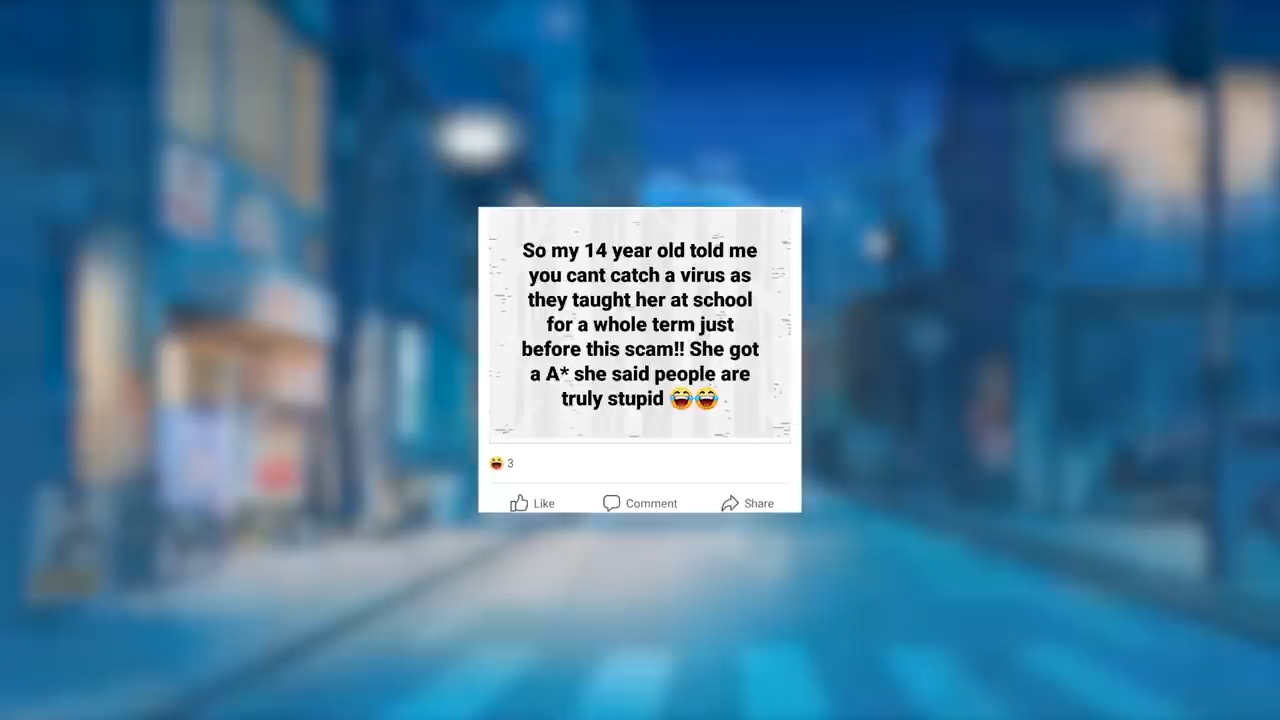 So my 14 year old told me
you cant catch a virus as
they taught her at school
for a whole term just
before this scam!! She got
a A* she said people are
truly stupid 😂😂
3
Like
Comment
Share